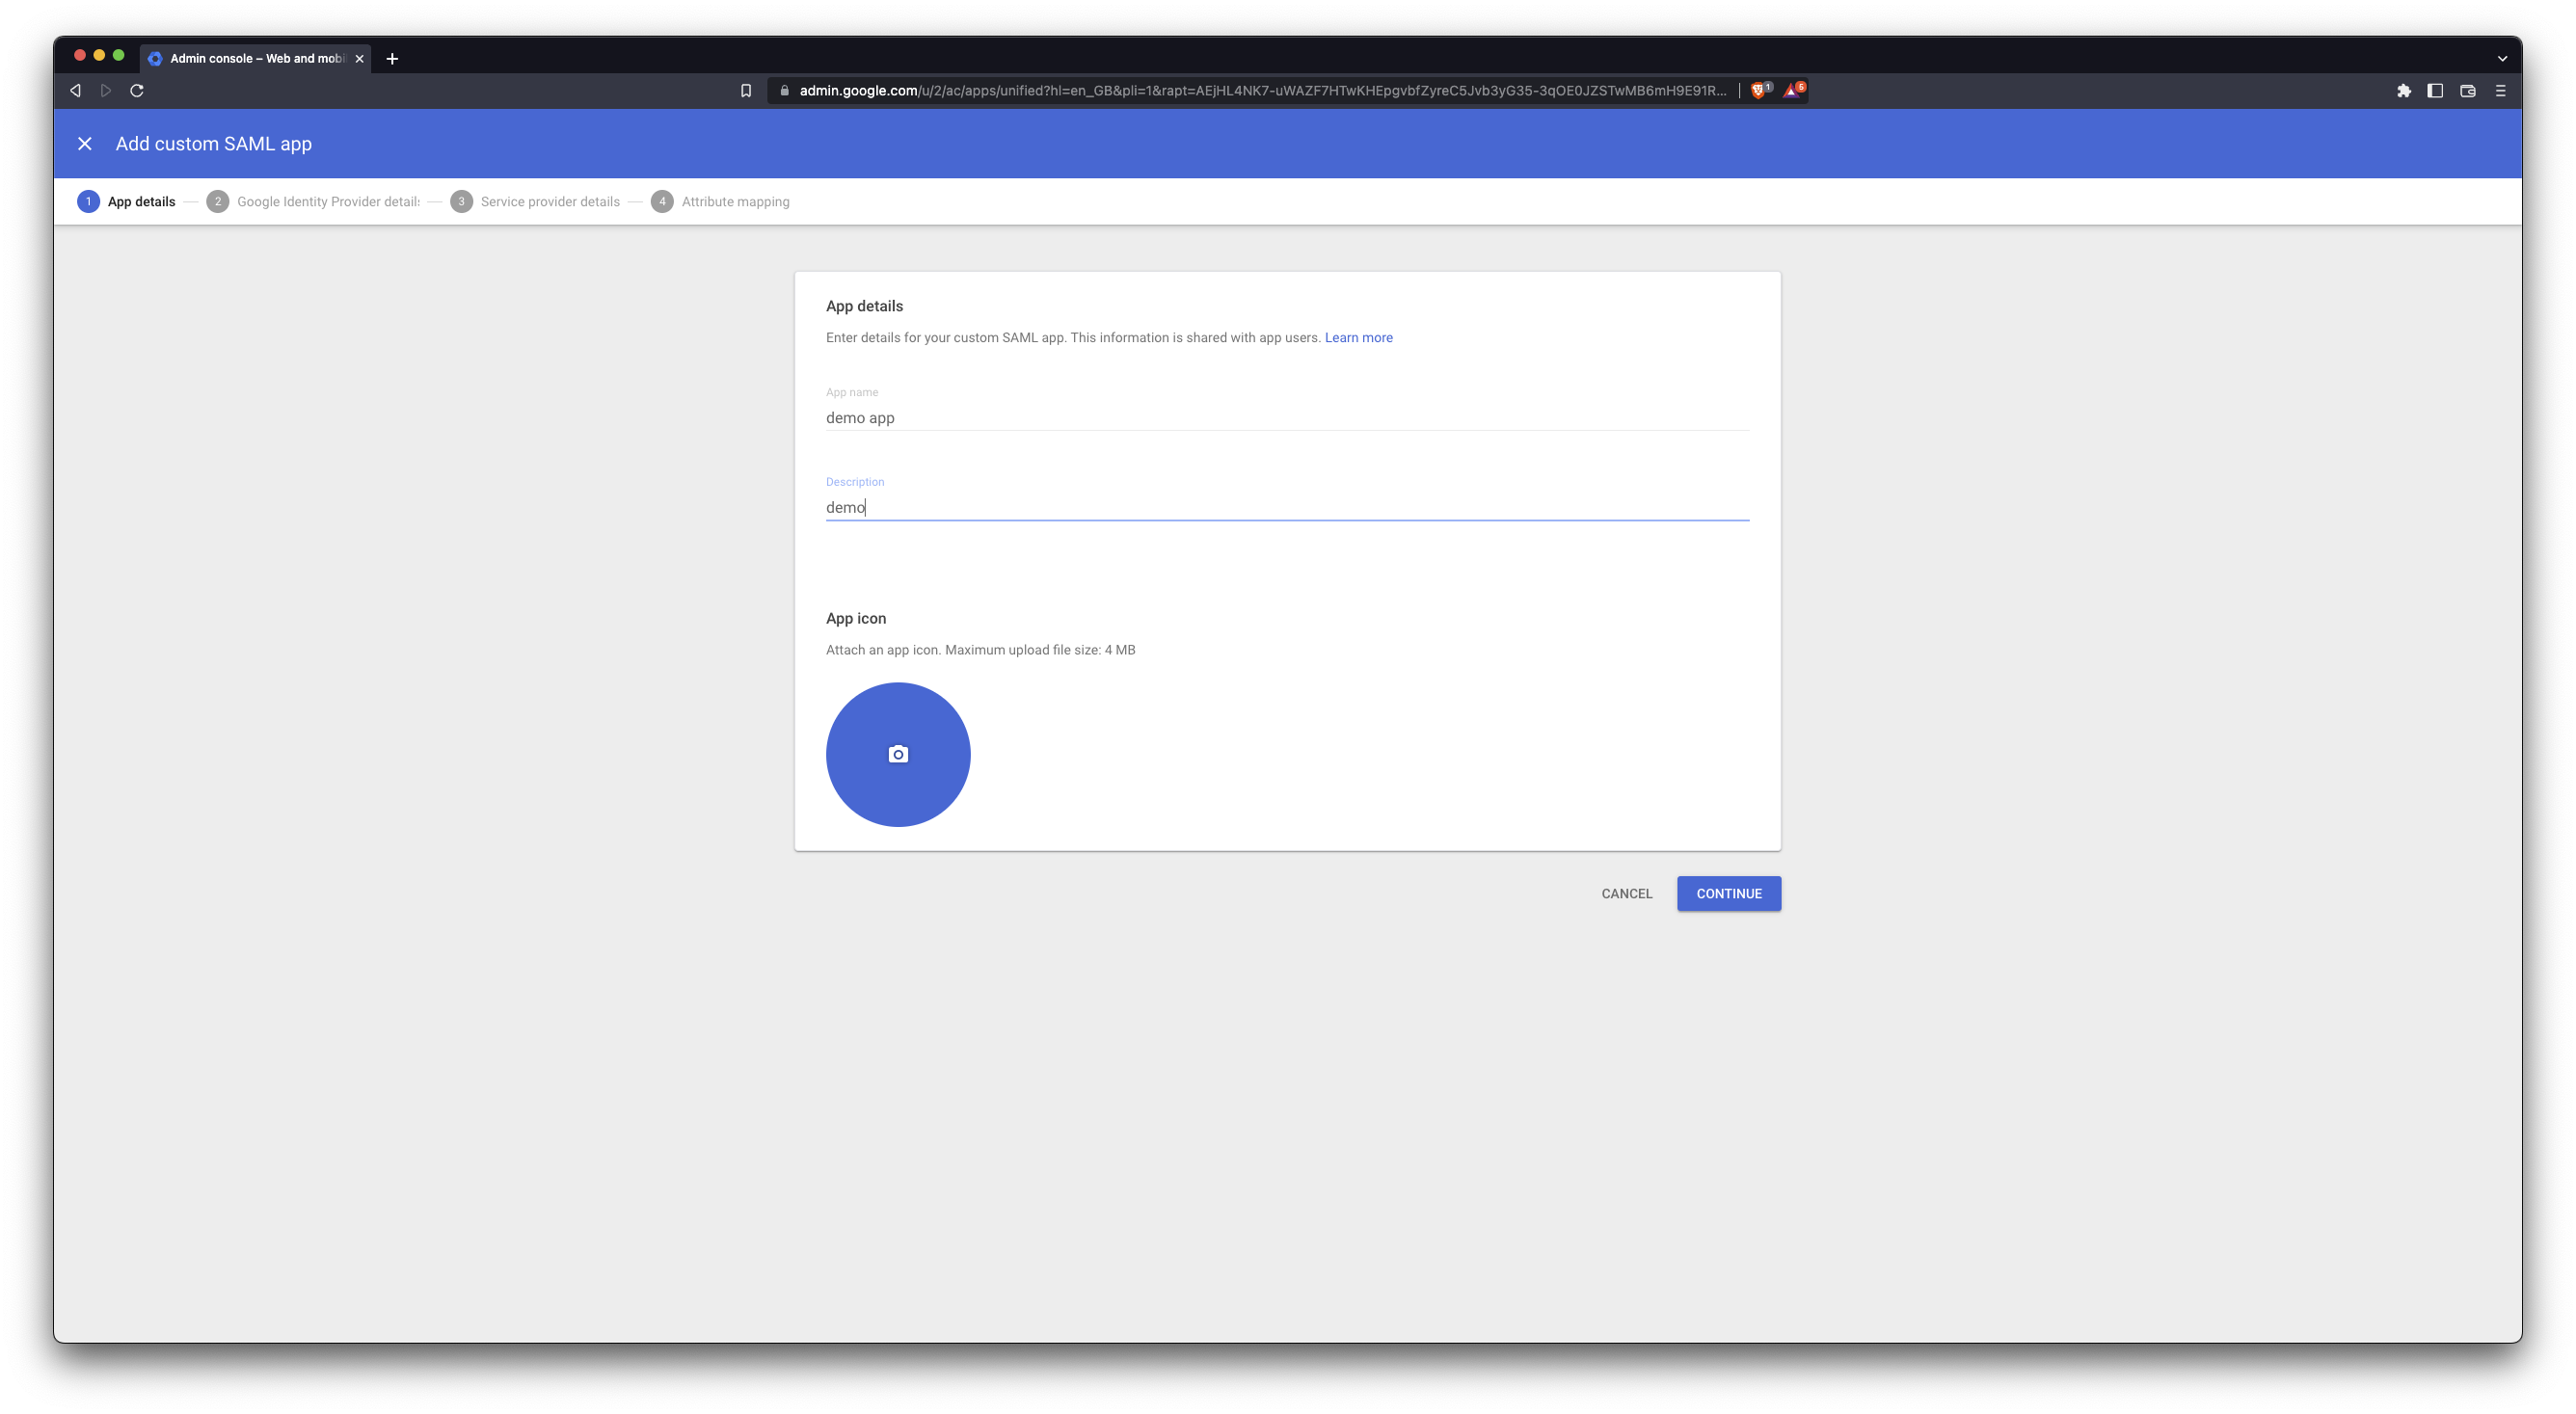 Admin console – Web and mobi
admin.google.com/u/2/ac/apps/unified?hl=en_GB&pli=1&rapt=AEjHL4NK7-uWAZF7HTwKHEpgvbfZyreC5Jvb3yG35-3qOE0JZSTwMB6mH9E91R...
1
5
Add custom SAML app
1 App details
2 Google Identity Provider details
3 Service provider details
4 Attribute mapping
App details
Enter details for your custom SAML app. This information is shared with app users. Learn more
App name
demo app
Description
demo
App icon
Attach an app icon. Maximum upload file size: 4 MB
CANCEL
CONTINUE